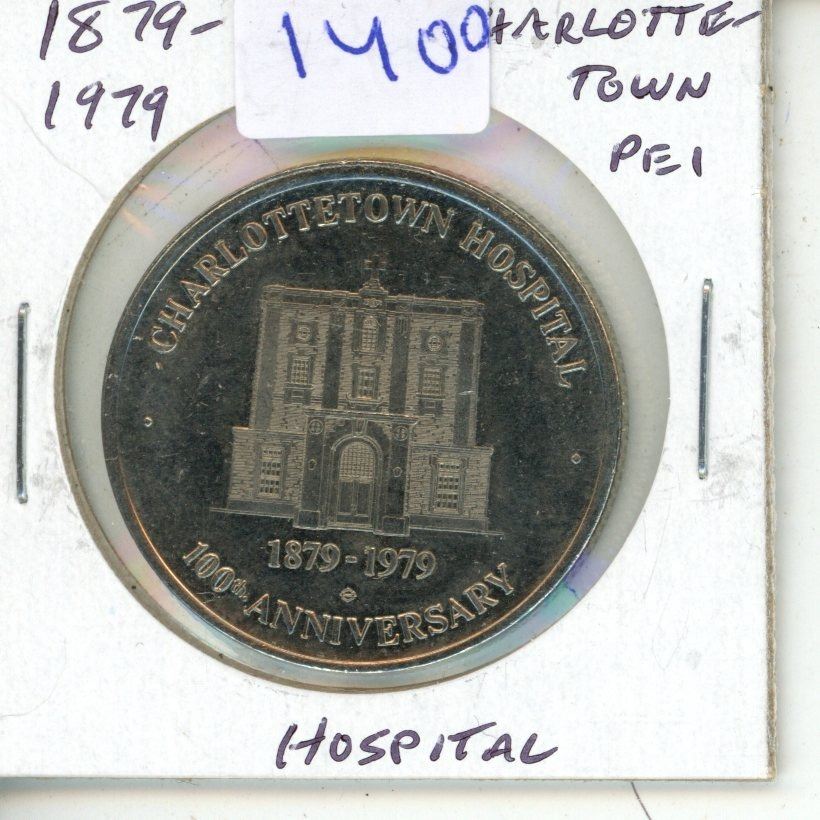 1879-
1979
1400
CHARLOTTE-
TOWN
PEI
CHARLOTTETOWN HOSPITAL
1879-1979
100th ANNIVERSARY
HOSPITAL